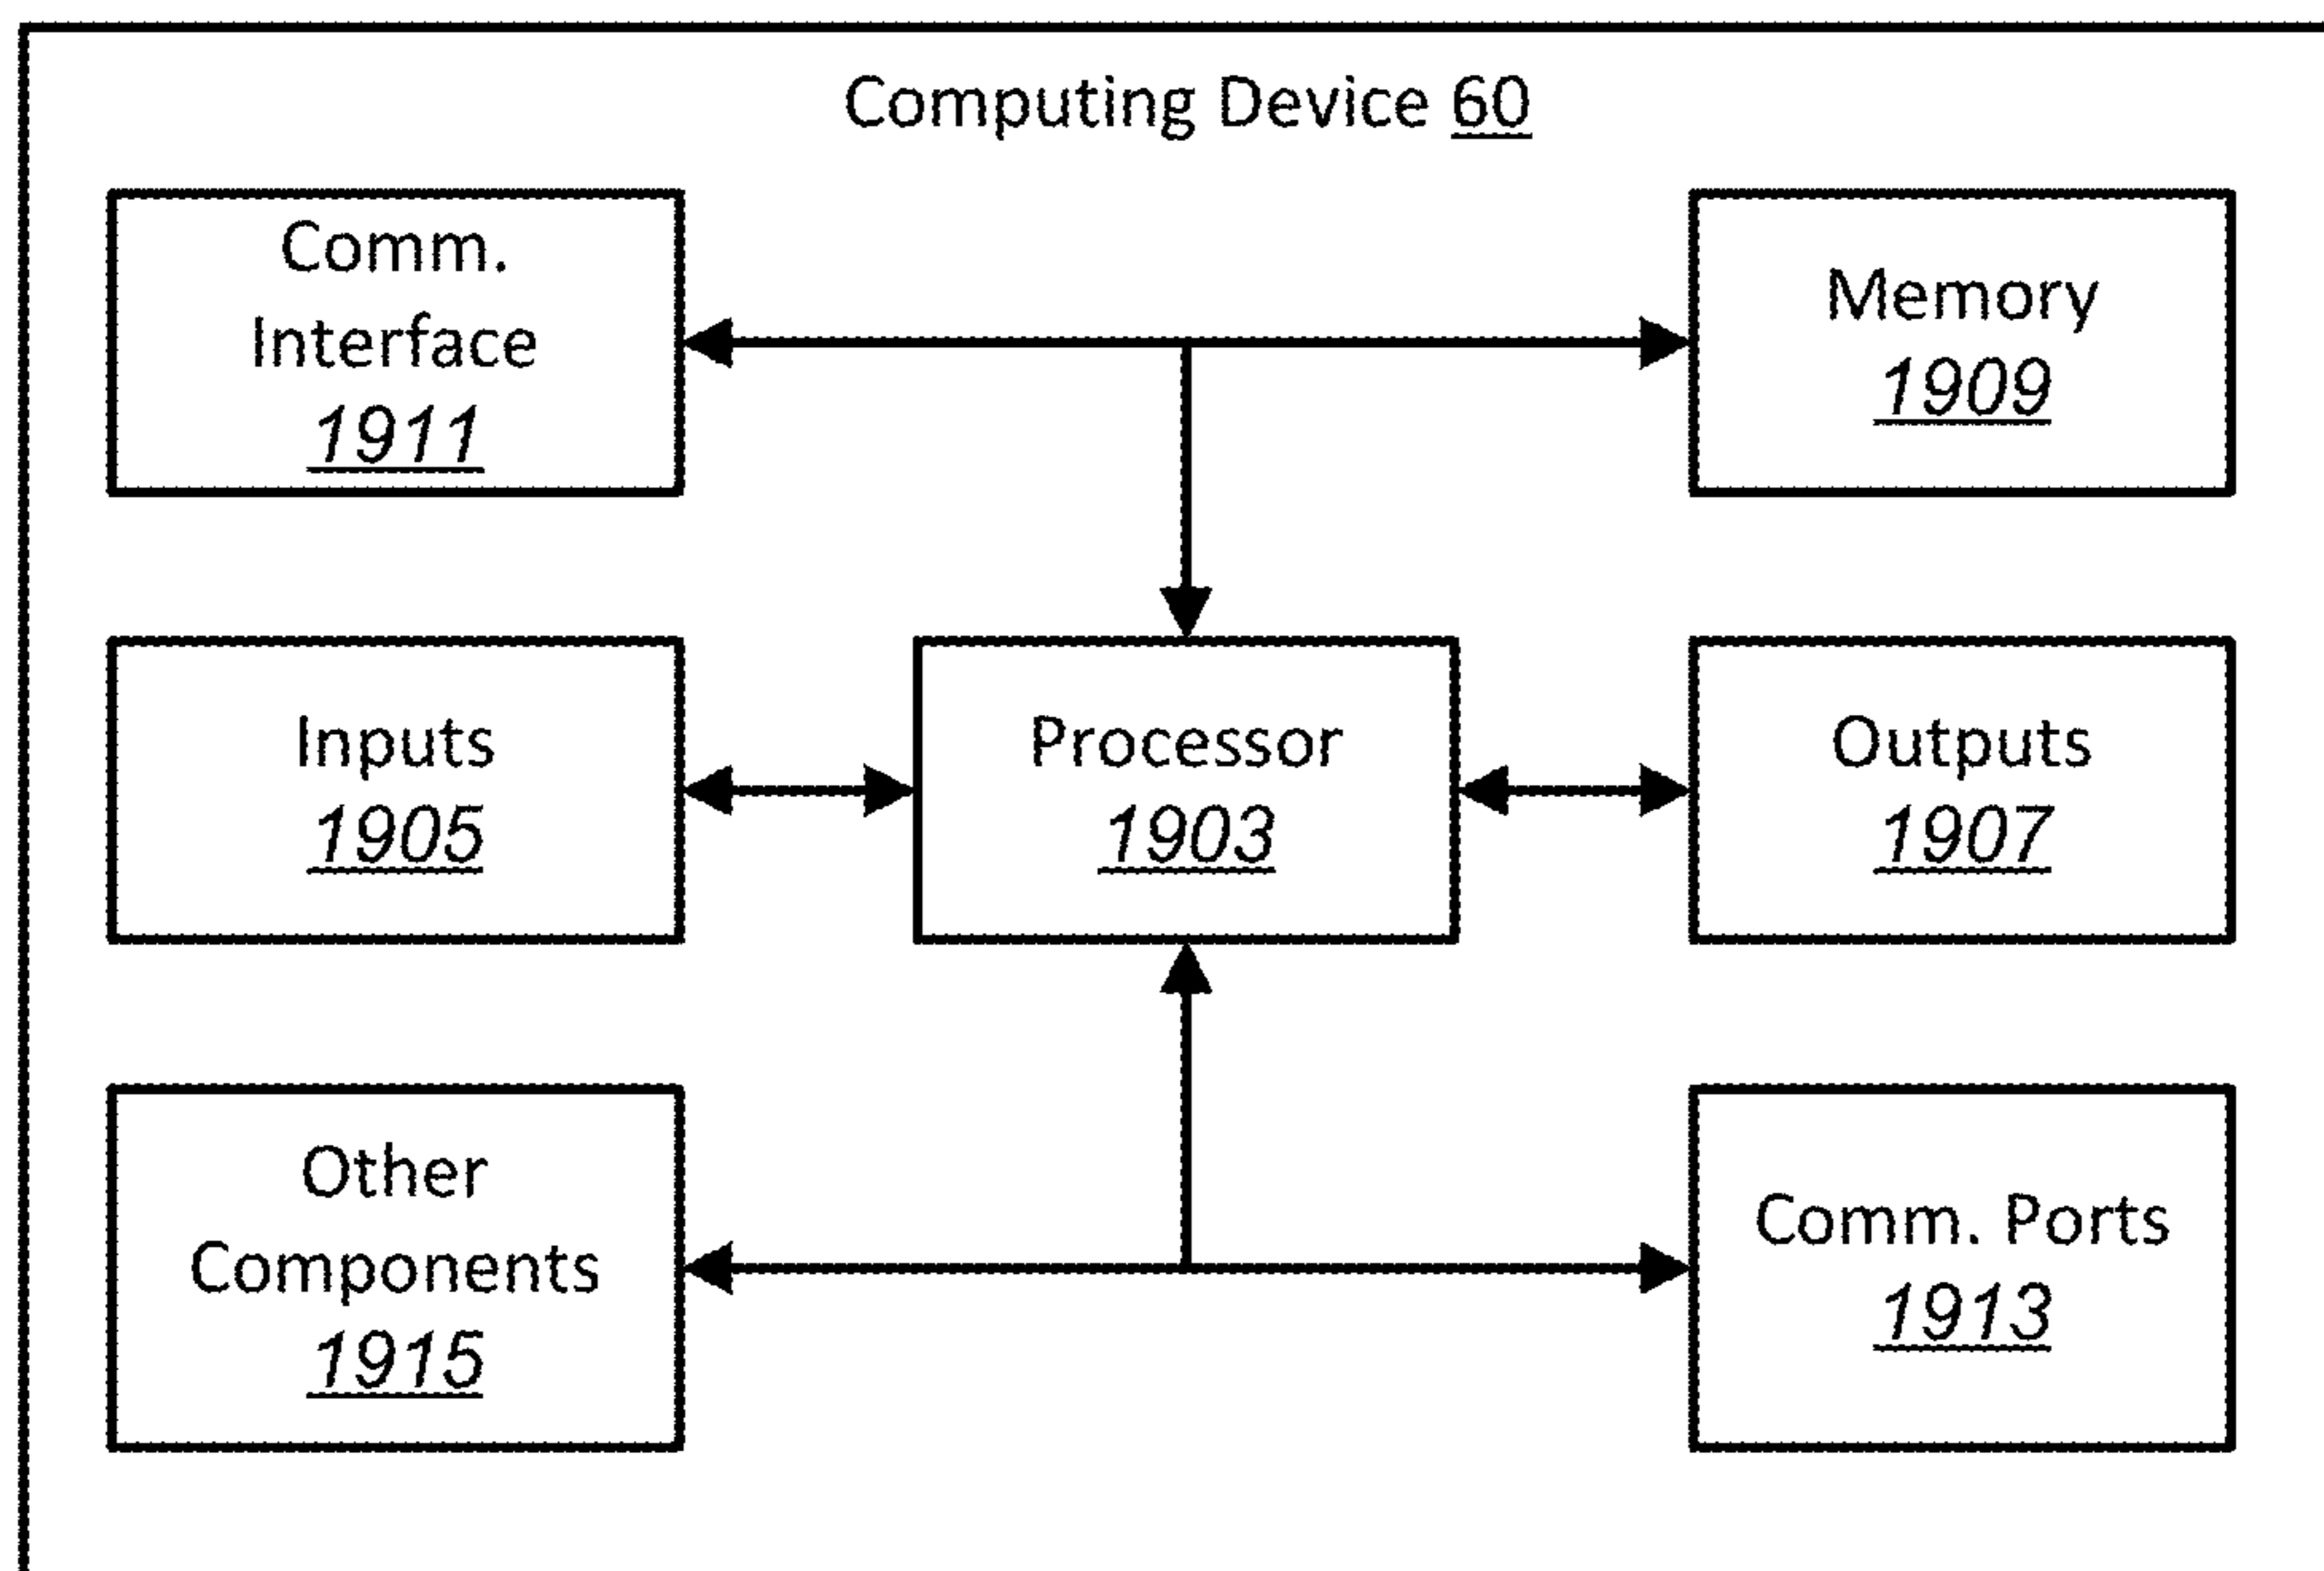 Computing Device 60
Comm.
Interface
1911
Memory
1909
Inputs
1905
Processor
1903
Outputs
1907
Other
Components
1915
Comm. Ports
1913